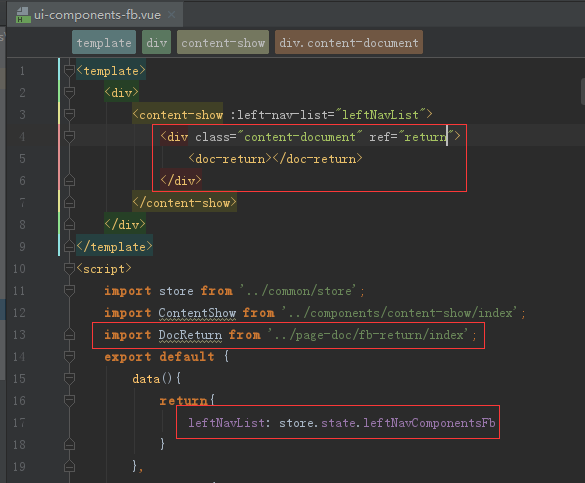 ui-components-fb.vue
template div content-show div.content-document
1 <template>
2 <div>
3 <content-show :left-nav-list="leftNavList">
4 <div class="content-document" ref="return">
5 <doc-return></doc-return>
6 </div>
7 </content-show>
8 </div>
9 </template>
10 <script>
11 import store from '../common/store';
12 import ContentShow from '../components/content-show/index';
13 import DocReturn from '../page-doc/fb-return/index';
14 export default {
15 data(){
16 return{
17 leftNavList: store.state.leftNavComponentsFb
18 }
19 },